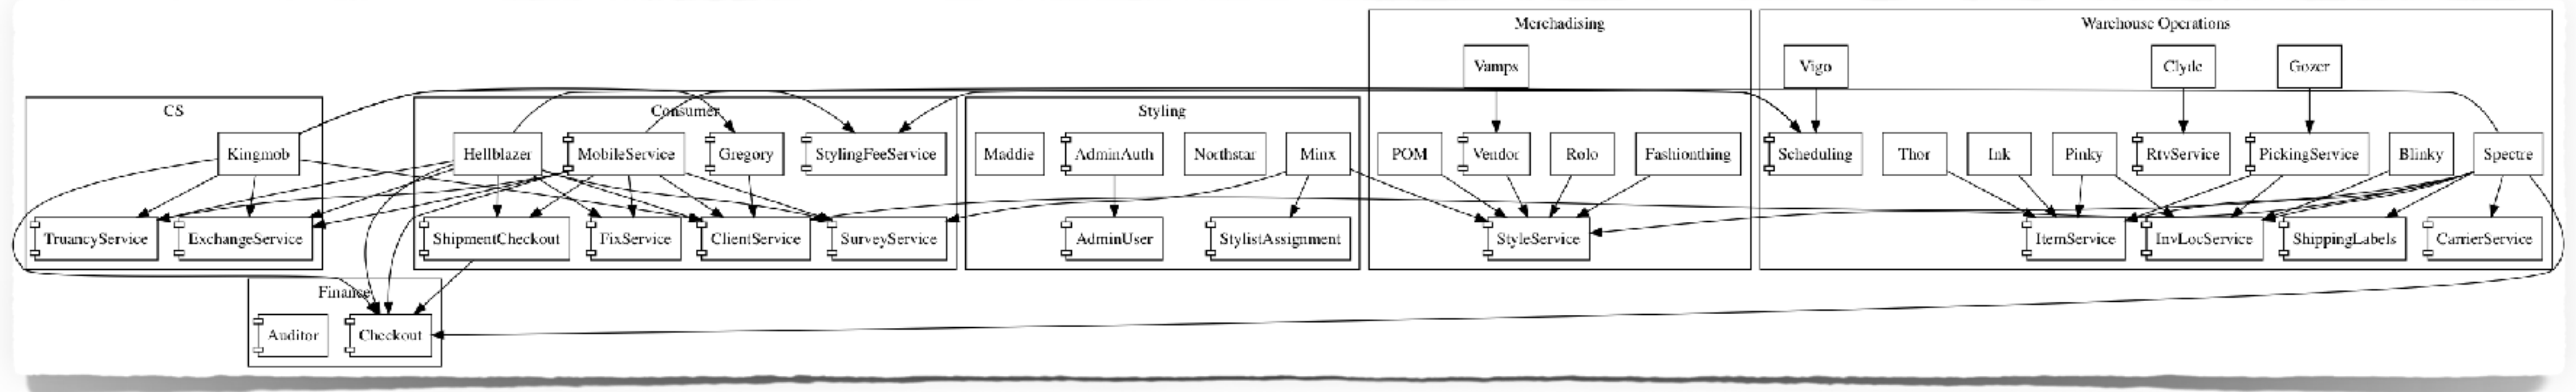 Merchadising
Warehouse Operations
Vamps
Vigo
Clyde
Gozer
CS
Consumer
Styling
Kingmob
Hellblazer
MobileService
Gregory
StylingFeeService
Maddie
AdminAuth
Northstar
Minx
POM
Vendor
Rolo
Fashionthing
Scheduling
Thor
Ink
Pinky
RtvService
PickingService
Blinky
Spectre
TruancyService
ExchangeService
ShipmentCheckout
FixService
ClientService
SurveyService
AdminUser
StylistAssignment
StyleService
ItemService
InvLocService
ShippingLabels
CarrierService
Finance
Auditor
Checkout